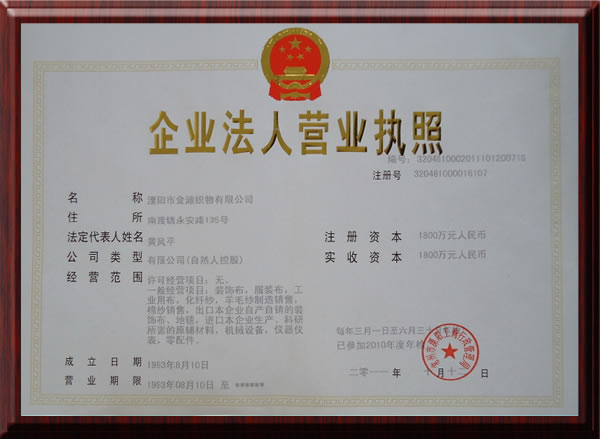 企业法人营业执照
编号: 3204810002011101200716
注册号 320481000016107
名称 溧阳市金濉织物有限公司
住所 南渡镇永安路135号
法定代表人姓名 黄风平
注册资本 1800万元人民币
公司类型 有限公司(自然人控股)
实收资本 1800万元人民币
经营范围 许可经营项目：无、
一般经营项目：装饰布，服装布，工
业用布，化纤纱，羊毛纱制造销售，
棉纱销售，出口本企业自产自销的装
饰布、地毯，进口本企业生产、科研
所需的原辅材料，机械设备，仪器仪
表、零配件。
每年三月一日至六月三十
已参加2010年度年检
成立日期 1993年8月10日
二〇一一年 十月十二日
营业期限 1993年08月10日 至 ******